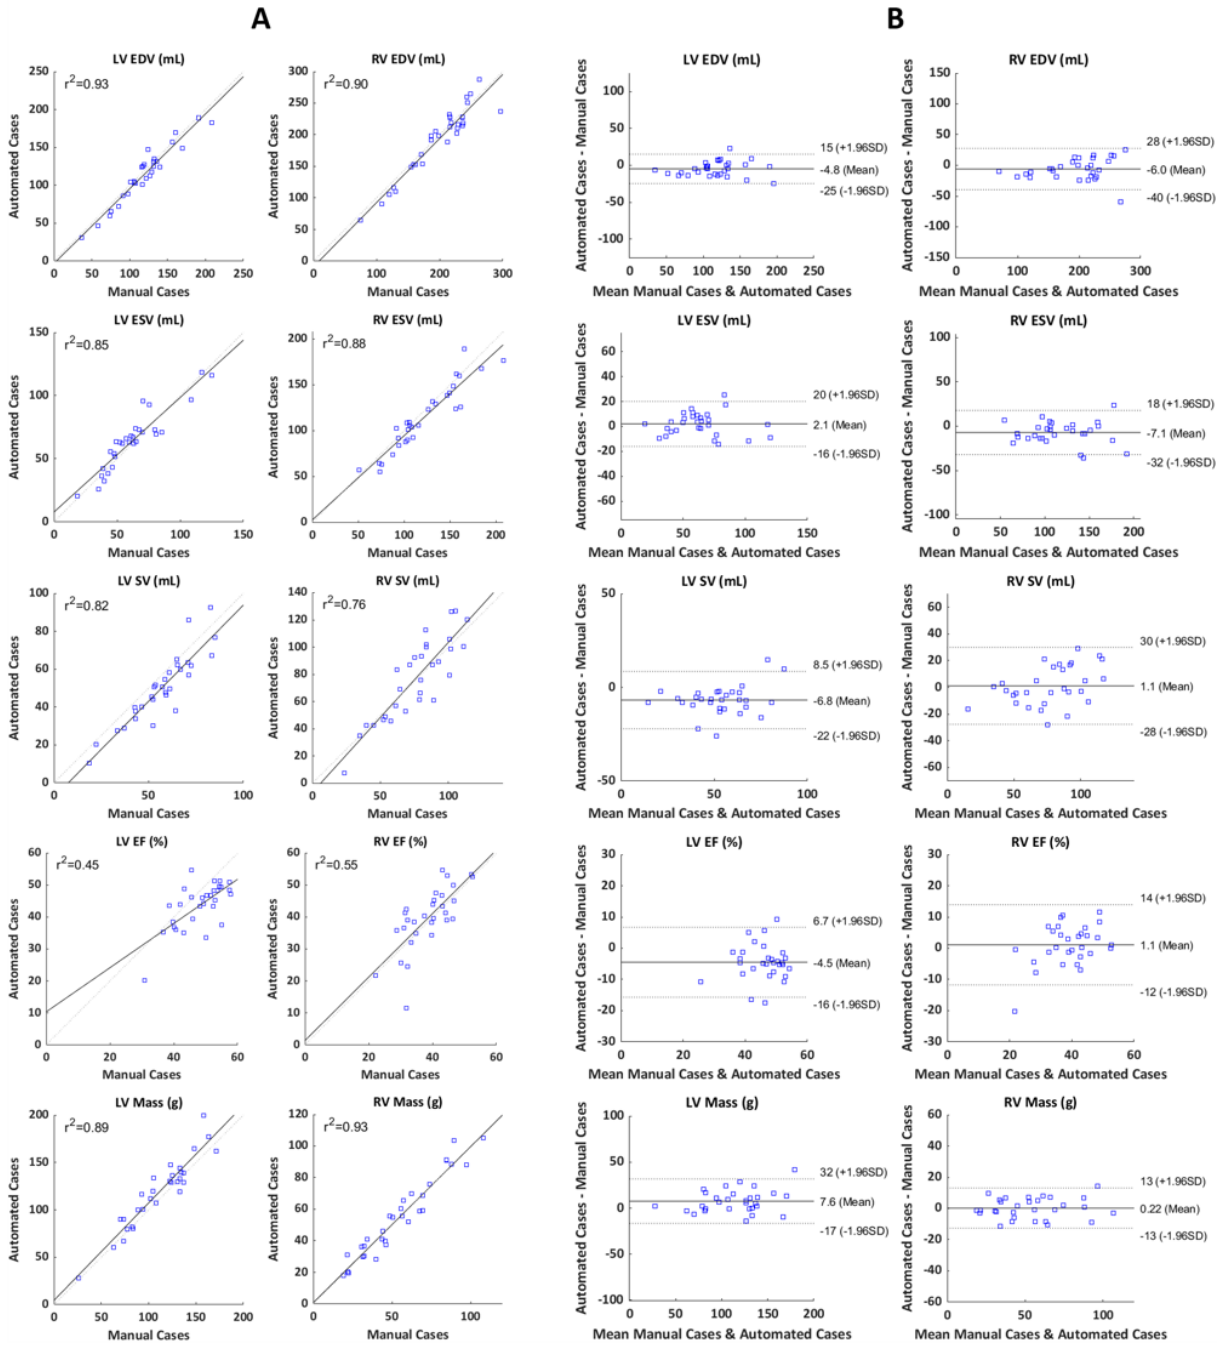 A
B
LV EDV (mL)
r2=0.93
Automated Cases
250
200
150
100
50
0
0 50 100 150 200 250
Manual Cases
RV EDV (mL)
r2=0.90
Automated Cases
300
250
200
150
100
50
0
0 100 200 300
Manual Cases
LV EDV (mL)
Automated Cases - Manual Cases
100
50
0
-50
-100
15 (+1.96SD)
-4.8 (Mean)
-25 (-1.96SD)
0 50 100 150 200 250
Mean Manual Cases & Automated Cases
RV EDV (mL)
Automated Cases - Manual Cases
150
100
50
0
-50
-100
-150
28 (+1.96SD)
-6.0 (Mean)
-40 (-1.96SD)
0 100 200 300
Mean Manual Cases & Automated Cases
LV ESV (mL)
r2=0.85
Automated Cases
150
100
50
0
0 50 100 150
Manual Cases
RV ESV (mL)
r2=0.88
Automated Cases
200
150
100
50
0
0 50 100 150 200
Manual Cases
LV ESV (mL)
Automated Cases - Manual Cases
60
40
20
0
-20
-40
-60
20 (+1.96SD)
2.1 (Mean)
-16 (-1.96SD)
0 50 100 150
Mean Manual Cases & Automated Cases
RV ESV (mL)
Automated Cases - Manual Cases
100
50
0
-50
-100
18 (+1.96SD)
-7.1 (Mean)
-32 (-1.96SD)
0 50 100 150 200
Mean Manual Cases & Automated Cases
LV SV (mL)
r2=0.82
Automated Cases
100
80
60
40
20
0
0 50 100
Manual Cases
RV SV (mL)
r2=0.76
Automated Cases
140
120
100
80
60
40
20
0
0 50 100
Manual Cases
LV SV (mL)
Automated Cases - Manual Cases
50
0
-50
8.5 (+1.96SD)
-6.8 (Mean)
-22 (-1.96SD)
0 50 100
Mean Manual Cases & Automated Cases
RV SV (mL)
Automated Cases - Manual Cases
60
40
20
0
-20
-40
-60
30 (+1.96SD)
1.1 (Mean)
-28 (-1.96SD)
0 50 100
Mean Manual Cases & Automated Cases
LV EF (%)
r2=0.45
Automated Cases
60
50
40
30
20
10
0
0 20 40 60
Manual Cases
RV EF (%)
r2=0.55
Automated Cases
60
50
40
30
20
10
0
0 20 40 60
Manual Cases
LV EF (%)
Automated Cases - Manual Cases
30
20
10
0
-10
-20
-30
6.7 (+1.96SD)
-4.5 (Mean)
-16 (-1.96SD)
0 20 40 60
Mean Manual Cases & Automated Cases
RV EF (%)
Automated Cases - Manual Cases
30
20
10
0
-10
-20
-30
14 (+1.96SD)
1.1 (Mean)
-12 (-1.96SD)
0 20 40 60
Mean Manual Cases & Automated Cases
LV Mass (g)
r2=0.89
Automated Cases
200
150
100
50
0
0 50 100 150 200
Manual Cases
RV Mass (g)
r2=0.93
Automated Cases
120
100
80
60
40
20
0
0 50 100
Manual Cases
LV Mass (g)
Automated Cases - Manual Cases
100
50
0
-50
-100
32 (+1.96SD)
7.6 (Mean)
-17 (-1.96SD)
0 50 100 150 200
Mean Manual Cases & Automated Cases
RV Mass (g)
Automated Cases - Manual Cases
60
40
20
0
-20
-40
-60
13 (+1.96SD)
0.22 (Mean)
-13 (-1.96SD)
0 50 100
Mean Manual Cases & Automated Cases